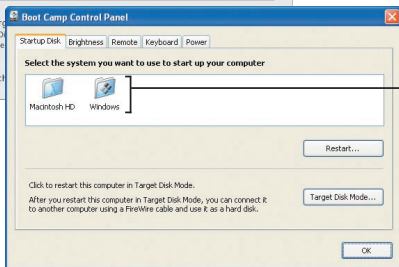 Boot Camp Control Panel
Startup Disk Brightness Remote Keyboard Power
Select the system you want to use to start up your computer
Macintosh HD Windows
Restart...
Click to restart this computer in Target Disk Mode.
After you restart this computer in Target Disk Mode, you can connect it
to another computer using a FireWire cable and use it as a hard disk.
Target Disk Mode...
OK